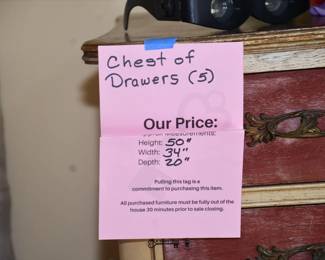 Chest of
Drawers (5)
Our Price:
Measurements:
Height: 50"
Width: 34"
Depth: 20"
Pulling this tag is a
commitment to purchasing this item.
All purchased furniture must be fully out of the
house 30 minutes prior to sale closing.